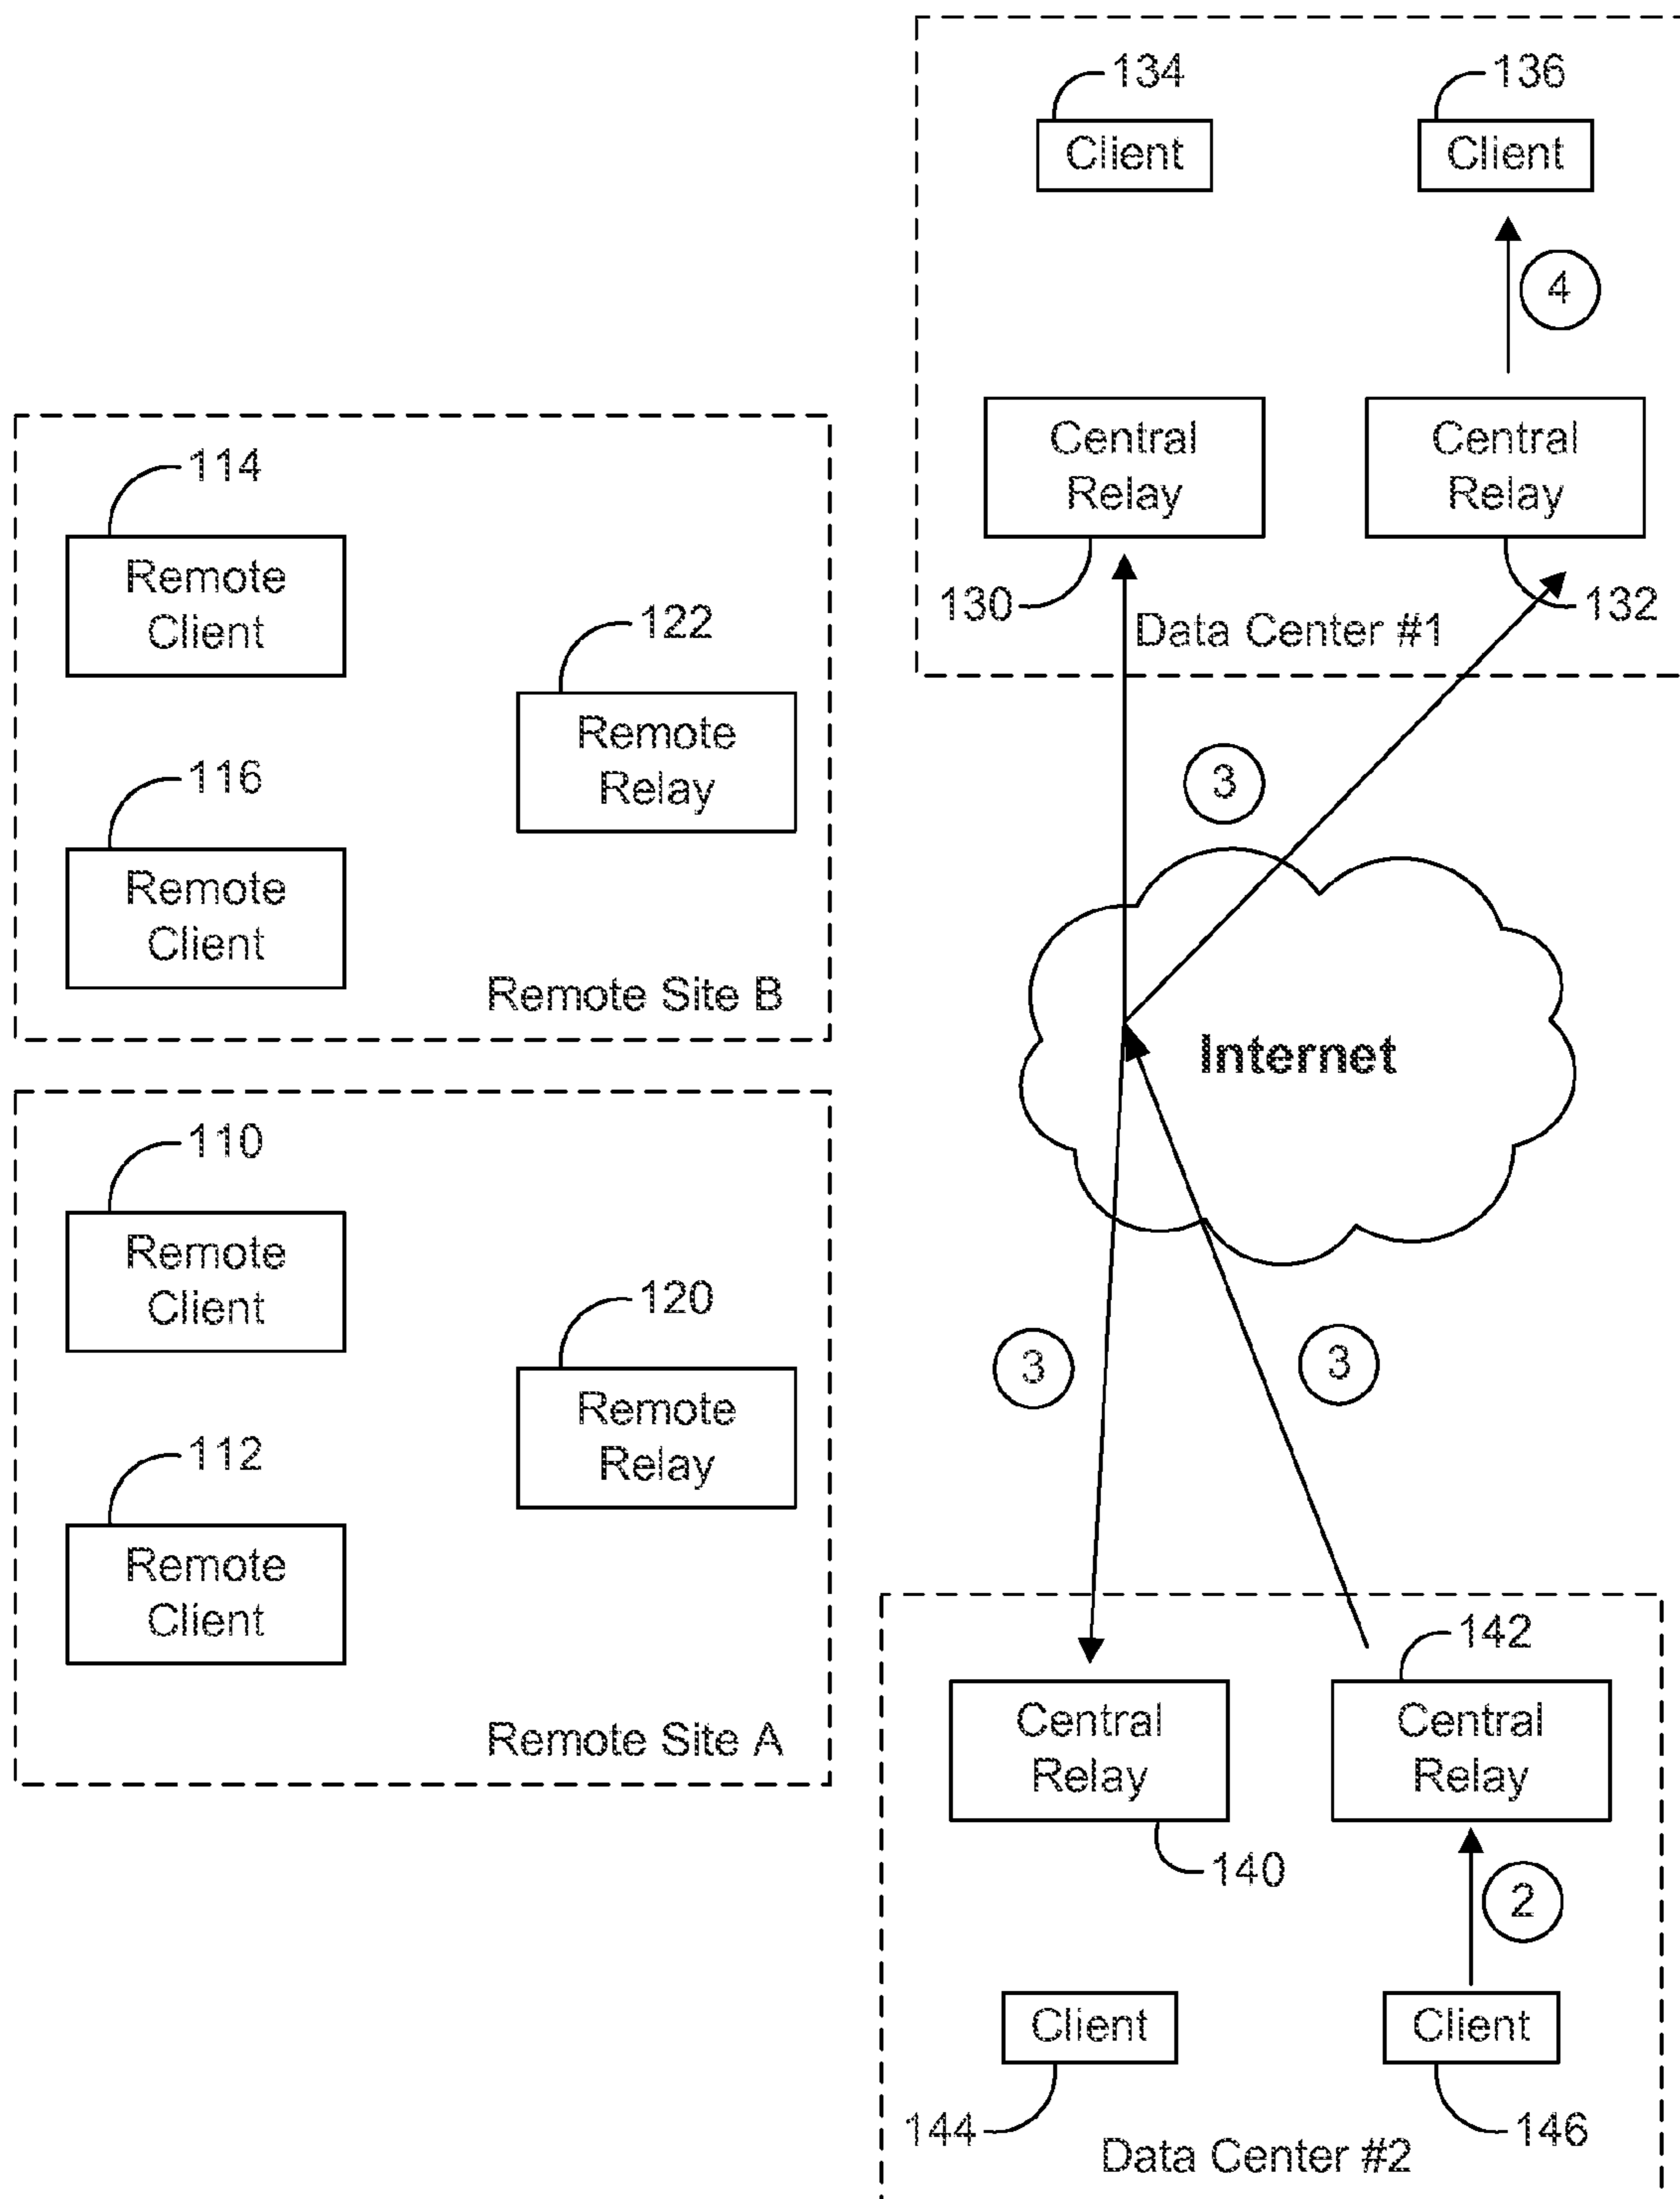 134
136
Client
Client
4
Central
Relay
Central
Relay
130
132
Data Center #1
114
Remote
Client
122
Remote
Relay
116
Remote
Client
Remote Site B
3
Internet
110
Remote
Client
120
Remote
Relay
112
Remote
Client
Remote Site A
3
3
142
Central
Relay
Central
Relay
140
2
Client
Client
144
146
Data Center #2